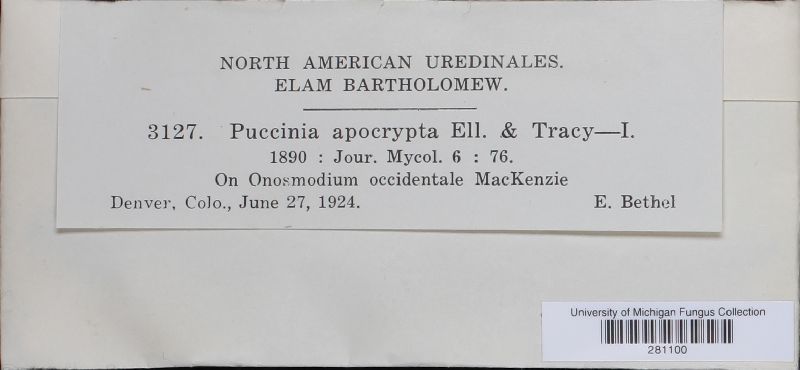 NORTH AMERICAN UREDINALES.
ELAM BARTHOLOMEW.
3127. Puccinia apocrypta Ell. & Tracy—I.
1890 : Jour. Mycol. 6 : 76.
On Onosmodium occidentale MacKenzie
Denver, Colo., June 27, 1924. E. Bethel
University of Michigan Fungus Collection
281100